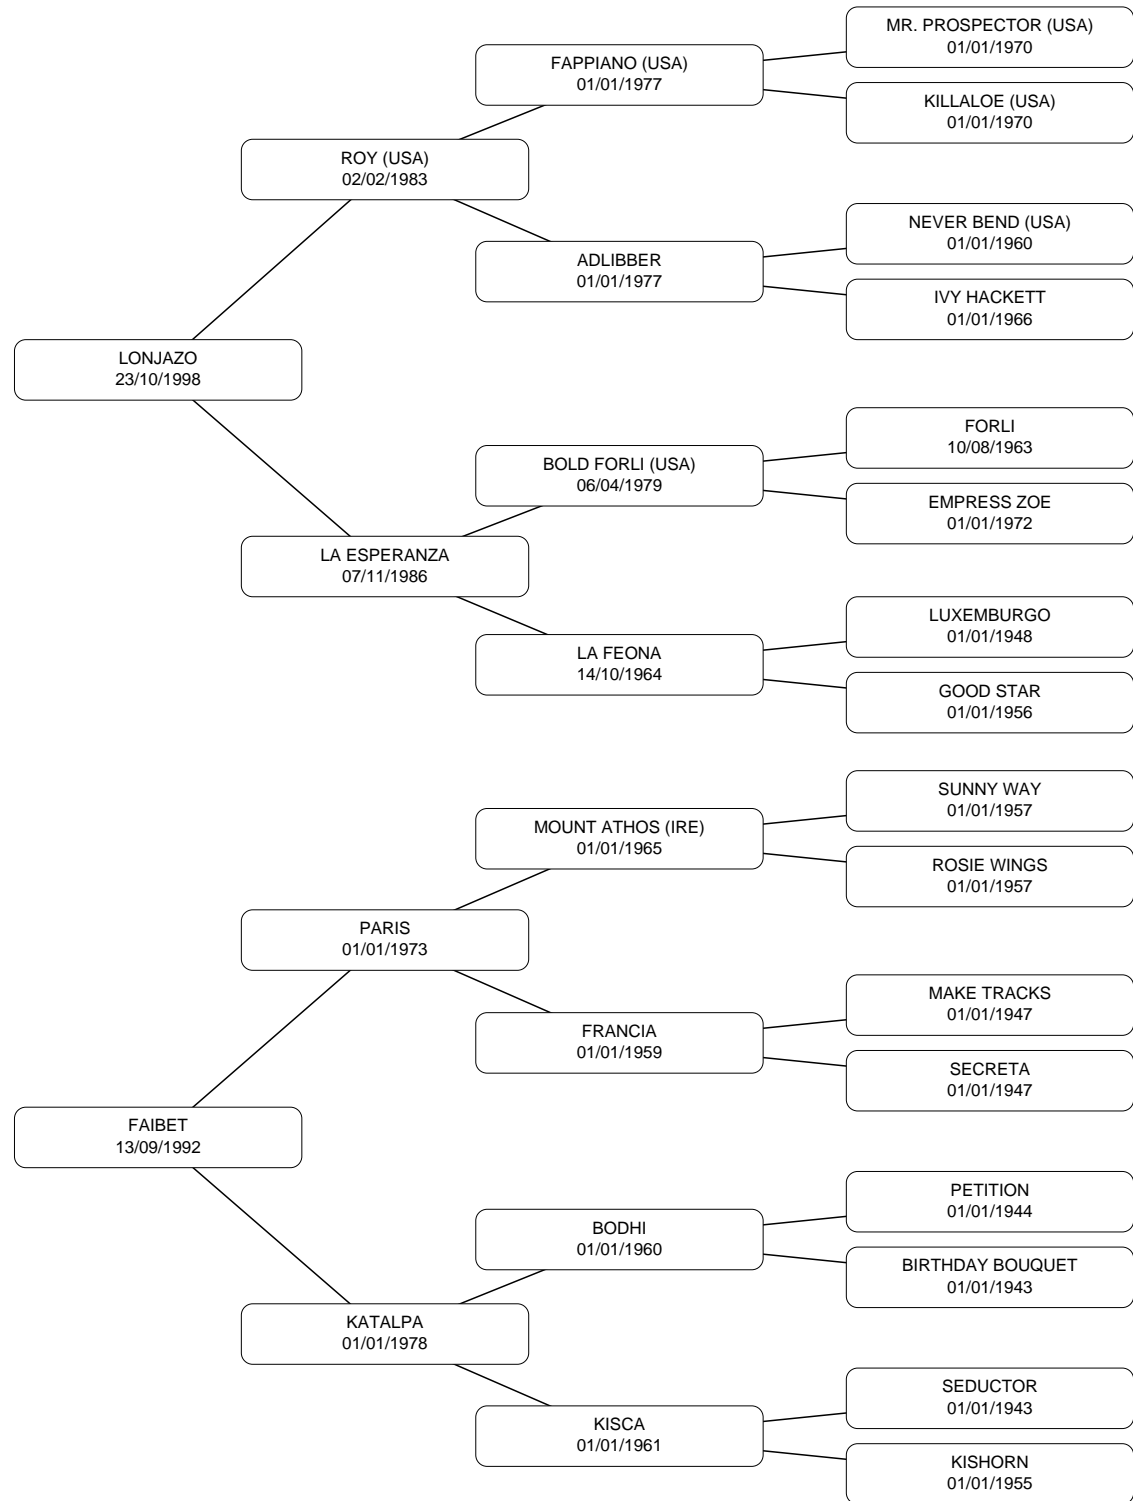 MR. PROSPECTOR (USA)
01/01/1970
FAPPIANO (USA)
01/01/1977
KILLALOE (USA)
01/01/1970
ROY (USA)
02/02/1983
NEVER BEND (USA)
01/01/1960
ADLIBBER
01/01/1977
IVY HACKETT
01/01/1966
LONJAZO
23/10/1998
FORLI
10/08/1963
BOLD FORLI (USA)
06/04/1979
EMPRESS ZOE
01/01/1972
LA ESPERANZA
07/11/1986
LUXEMBURGO
01/01/1948
LA FEONA
14/10/1964
GOOD STAR
01/01/1956
SUNNY WAY
01/01/1957
MOUNT ATHOS (IRE)
01/01/1965
ROSIE WINGS
01/01/1957
PARIS
01/01/1973
MAKE TRACKS
01/01/1947
FRANCIA
01/01/1959
SECRETA
01/01/1947
FAIBET
13/09/1992
PETITION
01/01/1944
BODHI
01/01/1960
BIRTHDAY BOUQUET
01/01/1943
KATALPA
01/01/1978
SEDUCTOR
01/01/1943
KISCA
01/01/1961
KISHORN
01/01/1955